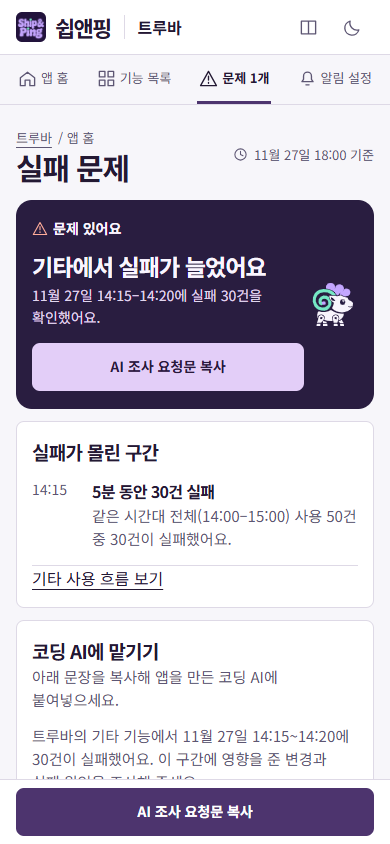 Ship&
Ping
쉽앤핑
트루바
앱 홈
기능 목록
문제 1개
알림 설정
트루바 / 앱 홈
실패 문제
11월 27일 18:00 기준
문제 있어요
기타에서 실패가 늘었어요
11월 27일 14:15–14:20에 실패 30건을
확인했어요.
AI 조사 요청문 복사
실패가 몰린 구간
14:15
5분 동안 30건 실패
같은 시간대 전체(14:00–15:00) 사용 50건
중 30건이 실패했어요.
기타 사용 흐름 보기
코딩 AI에 맡기기
아래 문장을 복사해 앱을 만든 코딩 AI에
붙여넣으세요.
트루바의 기타 기능에서 11월 27일 14:15~14:20에
30건이 실패했어요. 이 구간에 영향을 준 변경과
AI 조사 요청문 복사